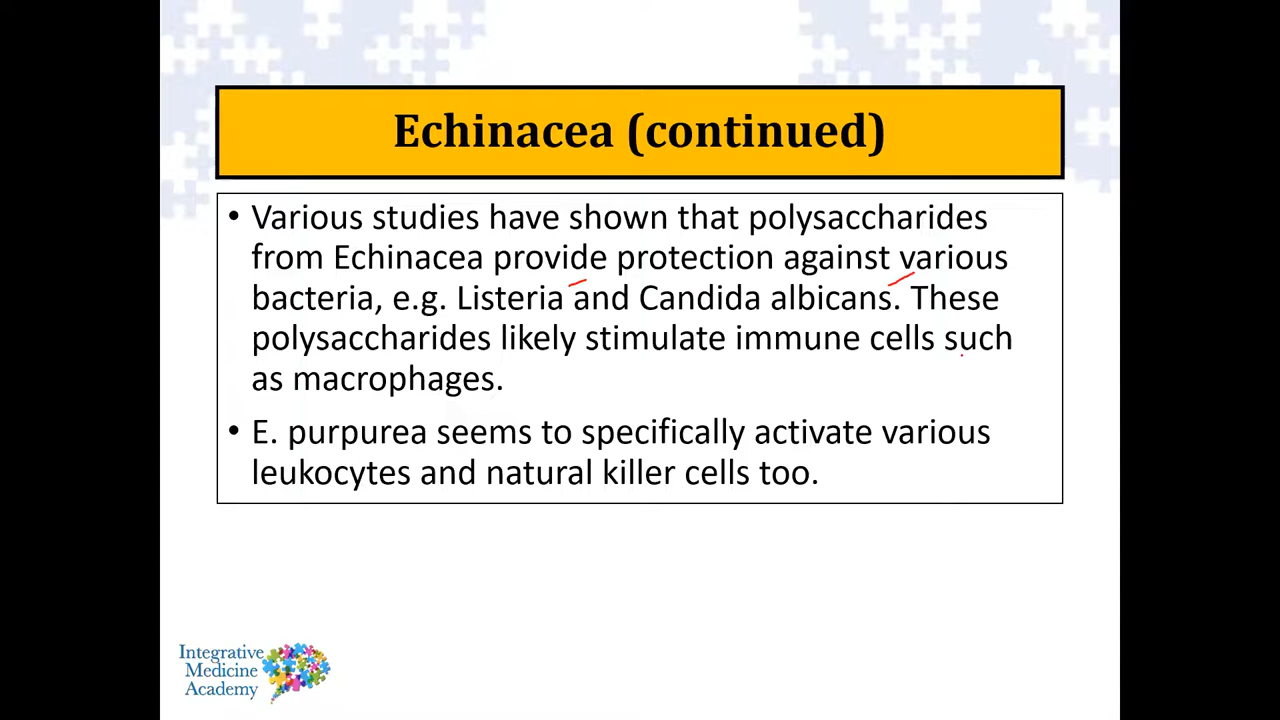 Echinacea (continued)
• Various studies have shown that polysaccharides
from Echinacea provide protection against various
bacteria, e.g. Listeria and Candida albicans. These
polysaccharides likely stimulate immune cells such
as macrophages.
• E. purpurea seems to specifically activate various
leukocytes and natural killer cells too.
Integrative
Medicine
Academy